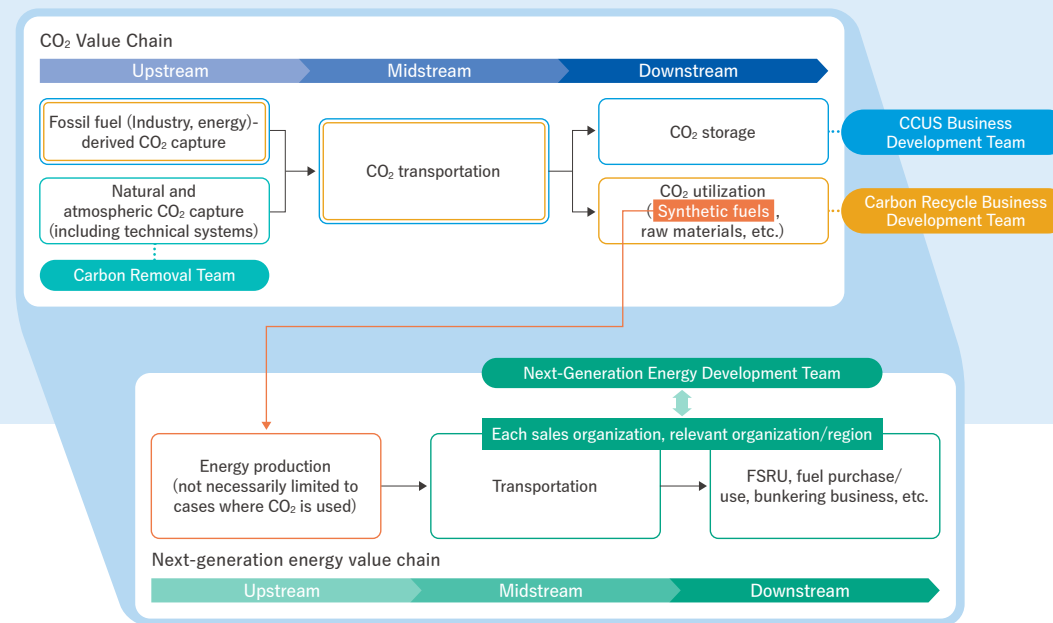 CO₂ Value Chain
Upstream
Midstream
Downstream
Fossil fuel (Industry, energy)-
derived CO₂ capture
Natural and
atmospheric CO₂ capture
(including technical systems)
Carbon Removal Team
CO₂ transportation
CO₂ storage
CO₂ utilization
( Synthetic fuels ,
raw materials, etc.)
CCUS Business
Development Team
Carbon Recycle Business
Development Team
Next-Generation Energy Development Team
Each sales organization, relevant organization/region
Energy production
(not necessarily limited to
cases where CO₂ is used)
Transportation
FSRU, fuel purchase/
use, bunkering business, etc.
Next-generation energy value chain
Upstream
Midstream
Downstream